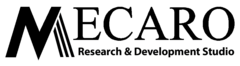 MECARO
Research & Development Studio